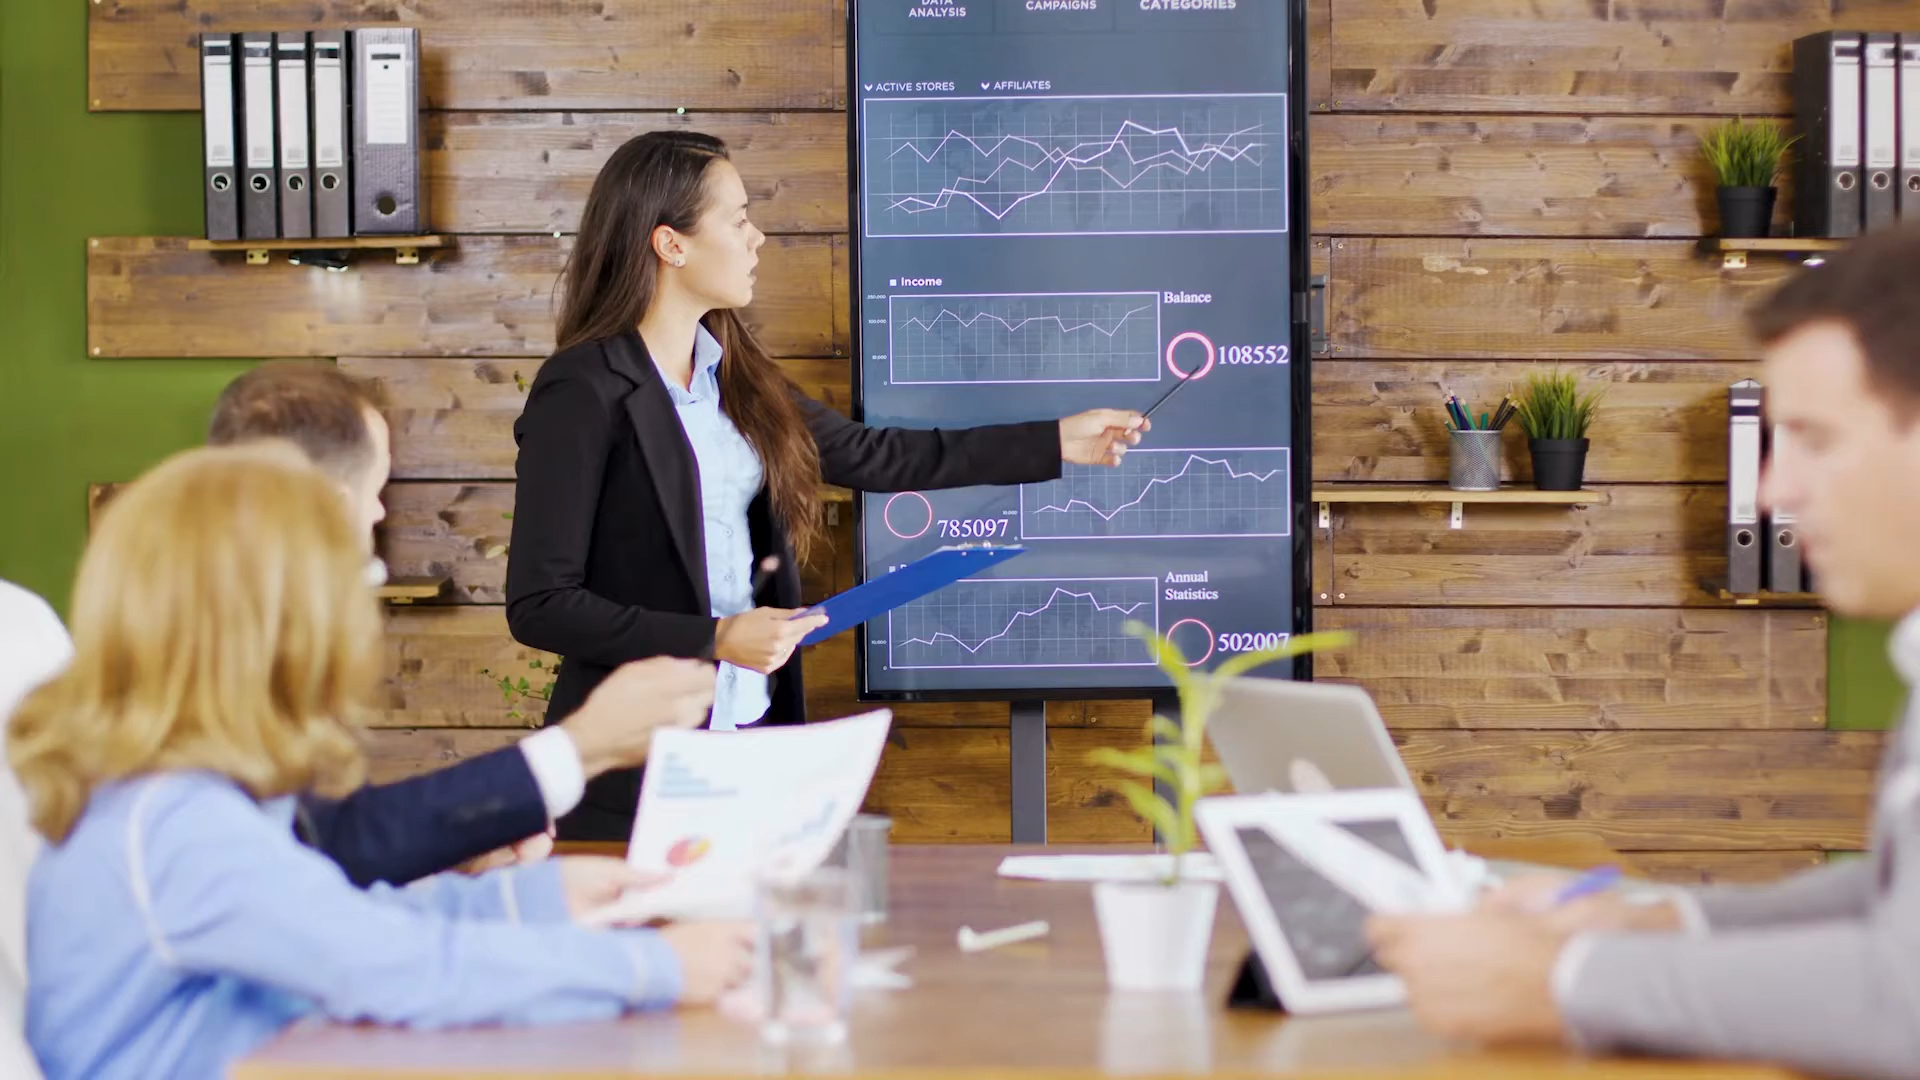 DATA
ANALYSIS
CAMPAIGNS
CATEGORIES
ACTIVE STORES
AFFILIATES
Income
Balance
108552
785097
Annual
Statistics
502007